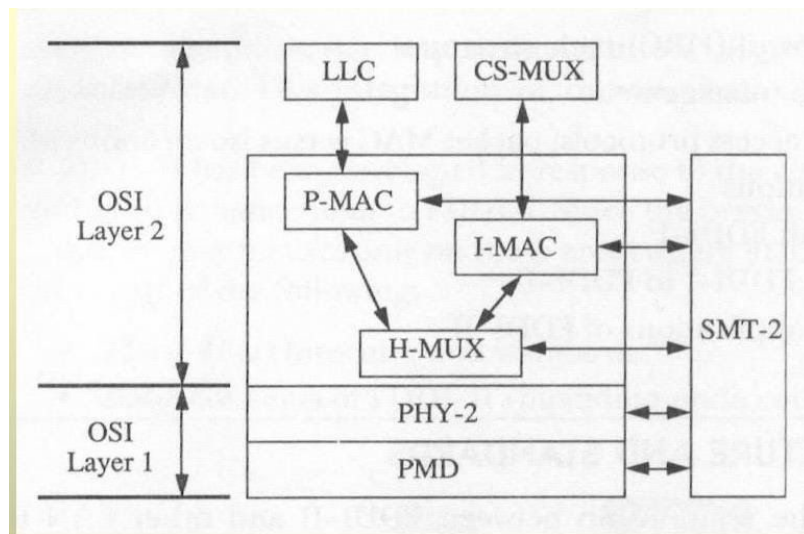 LLC
CS-MUX
OSI
Layer 2
P-MAC
I-MAC
H-MUX
SMT-2
PHY-2
OSI
Layer 1
PMD